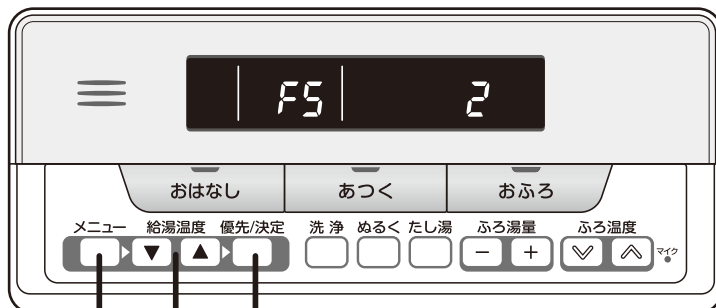 FS 2
おはなし あつく おふろ
メニュー 給湯温度 優先/決定 洗浄 ぬるく たし湯 ふろ湯量 ふろ温度
▼ ▲ − + マイク